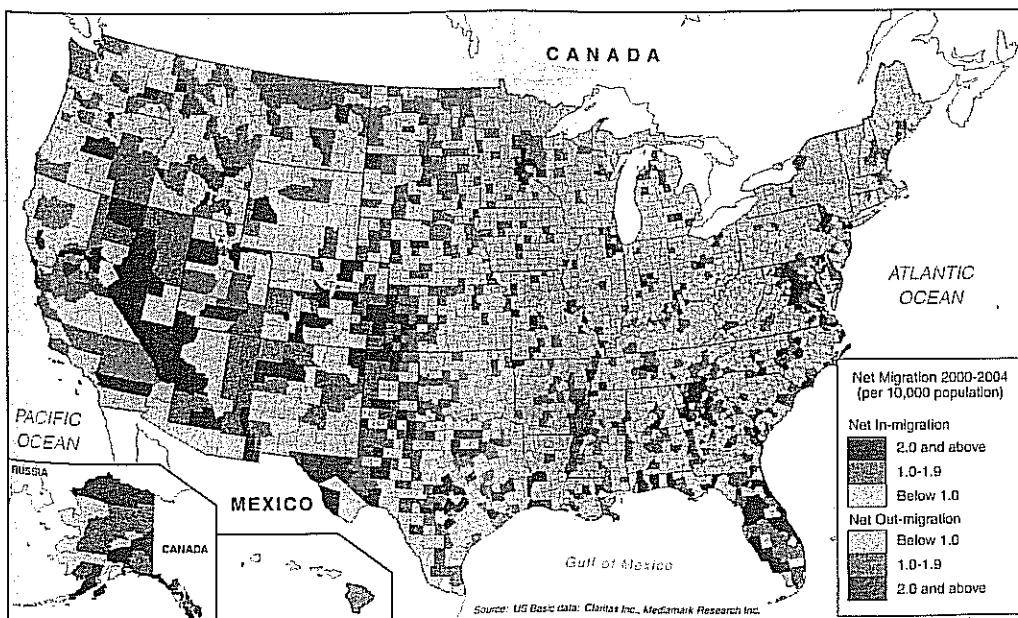 CANADA
ATLANTIC
OCEAN
PACIFIC
OCEAN
RUSSIA
CANADA
MEXICO
Gulf of Mexico
Source: US Basic data: Claritas Inc., Mediamark Research Inc.
Net Migration 2000-2004
(per 10,000 population)
Net In-migration
2.0 and above
1.0-1.9
Below 1.0
Net Out-migration
Below 1.0
1.0-1.9
2.0 and above